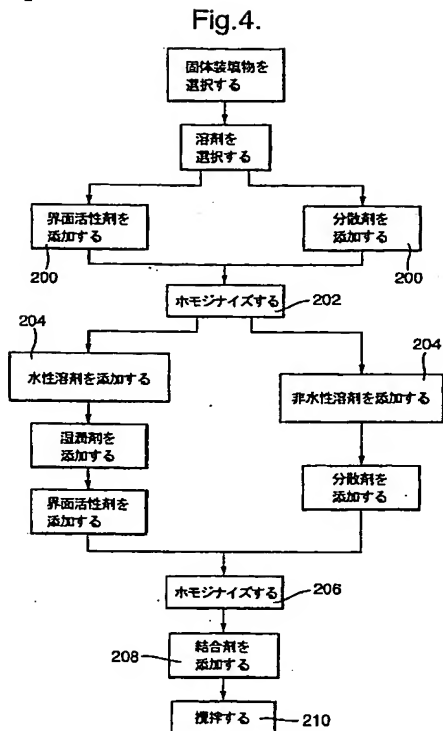 Fig.4.
固体装填物を
選択する
溶剤を
選択する
界面活性剤を
添加する
200
分散剤を
添加する
200
ホモジナイズする
202
204
水性溶剤を添加する
204
非水性溶剤を添加する
湿潤剤を
添加する
界面活性剤を
添加する
分散剤を
添加する
ホモジナイズする
206
208
結合剤を
添加する
攪拌する
210